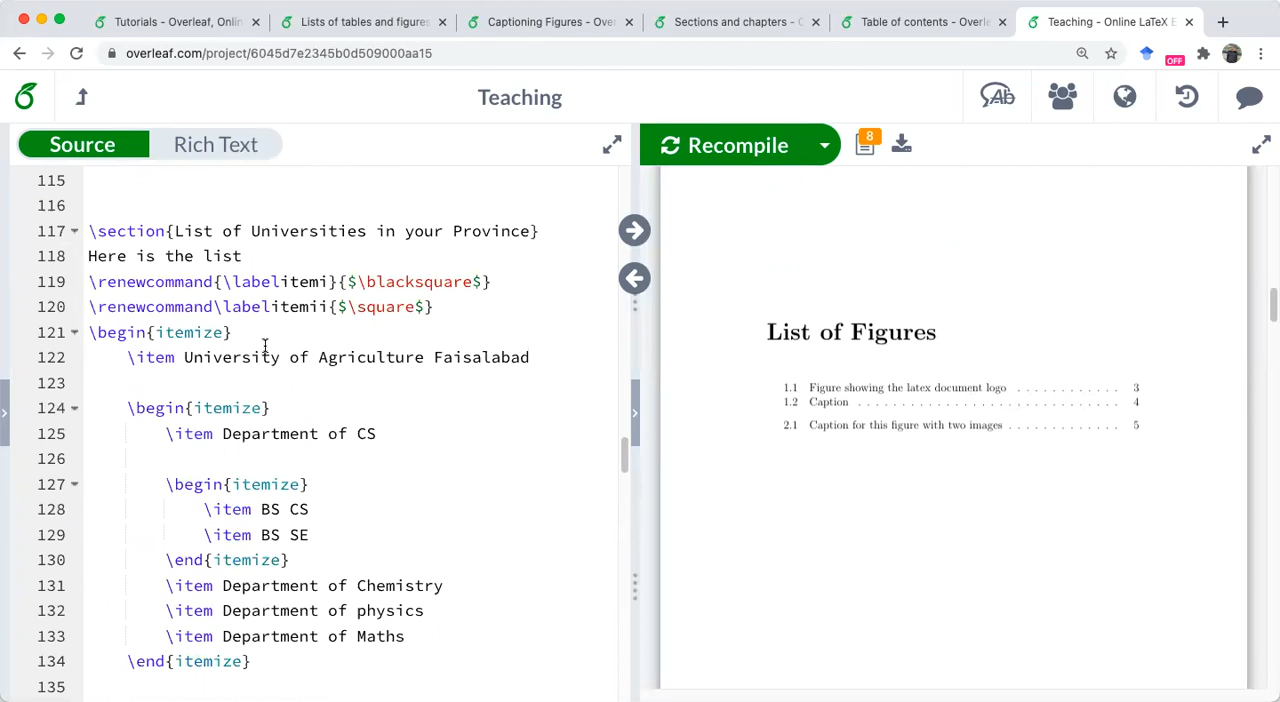 Tutorials - Overleaf, Onlin
Lists of tables and figures
Captioning Figures - Ove
Sections and chapters - O
Table of contents - Overle
Teaching - Online LaTeX E
overleaf.com/project/6045d7e2345b0d509000aa15
OFF
Teaching
Ab
Source
Rich Text
Recompile
8
115
116
117 \section{List of Universities in your Province}
118 Here is the list
119 \renewcommand{\labelitemi}{$\blacksquare$}
120 \renewcommand\labelitemii{$\square$}
121 \begin{itemize}
122 \item University of Agriculture Faisalabad
123
124 \begin{itemize}
125 \item Department of CS
126
127 \begin{itemize}
128 \item BS CS
129 \item BS SE
130 \end{itemize}
131 \item Department of Chemistry
132 \item Department of physics
133 \item Department of Maths
134 \end{itemize}
135
List of Figures
1.1 Figure showing the latex document logo . . . . . . . . . . . . 3
1.2 Caption . . . . . . . . . . . . . . . . . . . . . . . . . . . . 4
2.1 Caption for this figure with two images . . . . . . . . . . . . . 5